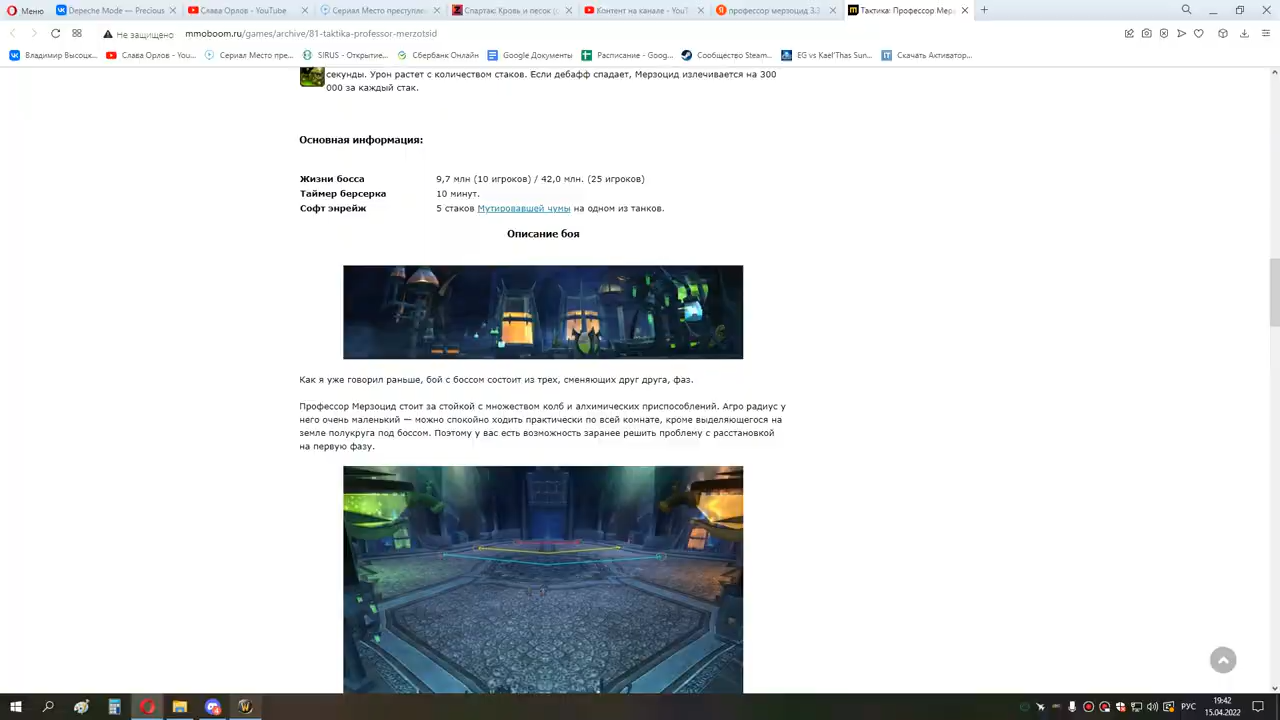 Меню
Depeche Mode — Precious
Слава Орлов - YouTube
Сериал Место преступле
Спартак: Кровь и песок (с
Контент на канале - YouT
профессор мерзоцид 3.3
Тактика: Профессор Мерз
Не защищено
mmoboom.ru/games/archive/81-taktika-professor-merzotsid
Владимир Высоцк...
Слава Орлов - You...
Сериал Место пре...
SIRUS - Открытие...
Сбербанк Онлайн
Google Документы
Расписание - Goog...
Сообщество Steam...
EG vs Kael'Thas Sun...
Скачать Активатор...
секунды. Урон растет с количеством стаков. Если дебафф спадает, Мерзоцид излечивается на 300
000 за каждый стак.
Основная информация:
Жизни босса 9,7 млн (10 игроков) / 42,0 млн. (25 игроков)
Таймер берсерка 10 минут.
Софт энрейж 5 стаков Мутировавшей чумы на одном из танков.
Описание боя
Как я уже говорил раньше, бой с боссом состоит из трех, сменяющих друг друга, фаз.
Профессор Мерзоцид стоит за стойкой с множеством колб и алхимических приспособлений. Агро радиус у
него очень маленький — можно спокойно ходить практически по всей комнате, кроме выделяющегося на
земле полукруга под боссом. Поэтому у вас есть возможность заранее решить проблему с расстановкой
на первую фазу.
РУС
19:42
15.04.2022